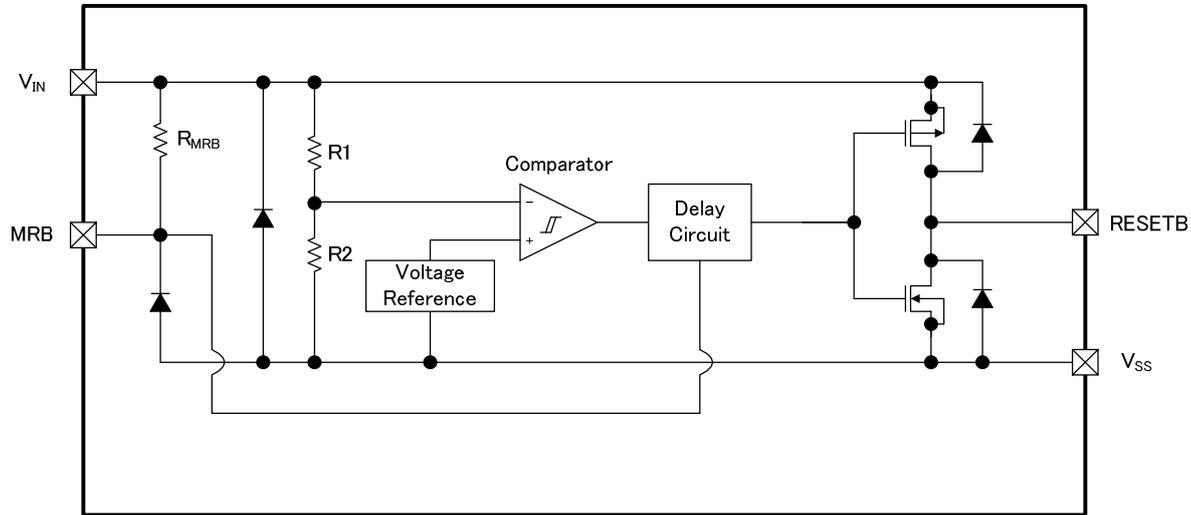 VIN
RMRB
R1
Comparator
MRB
−
Delay
Circuit
RESETB
+
R2
Voltage
Reference
VSS